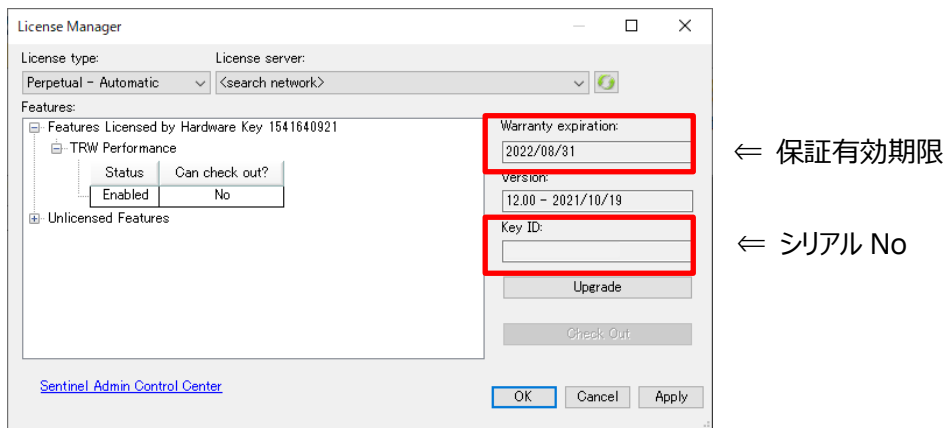 License Manager
License type:
License server:
Perpetual - Automatic
<search network>
Features:
Features Licensed by Hardware Key 1541640921
TRW Performance
Status Can check out?
Enabled No
Unlicensed Features
Warranty expiration:
2022/08/31
⇐ 保証有効期限
Version:
12.00 - 2021/10/19
Key ID:
⇐ シリアル No
Upgrade
Check Out
Sentinel Admin Control Center
OK Cancel Apply